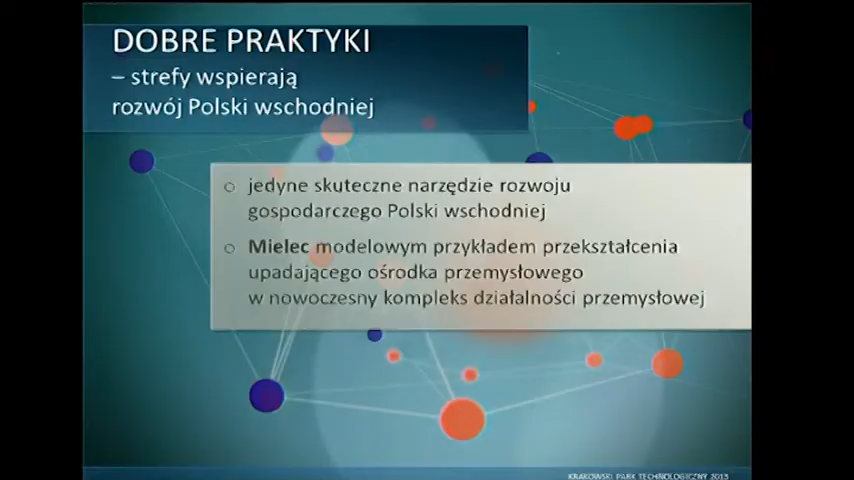 DOBRE PRAKTYKI
– strefy wspierają
rozwój Polski wschodniej
○ jedyne skuteczne narzędzie rozwoju
gospodarczego Polski wschodniej
○ Mielec modelowym przykładem przekształcenia
upadającego ośrodka przemysłowego
w nowoczesny kompleks działalności przemysłowej
KRAKOWSKI PARK TECHNOLOGICZNY 2013